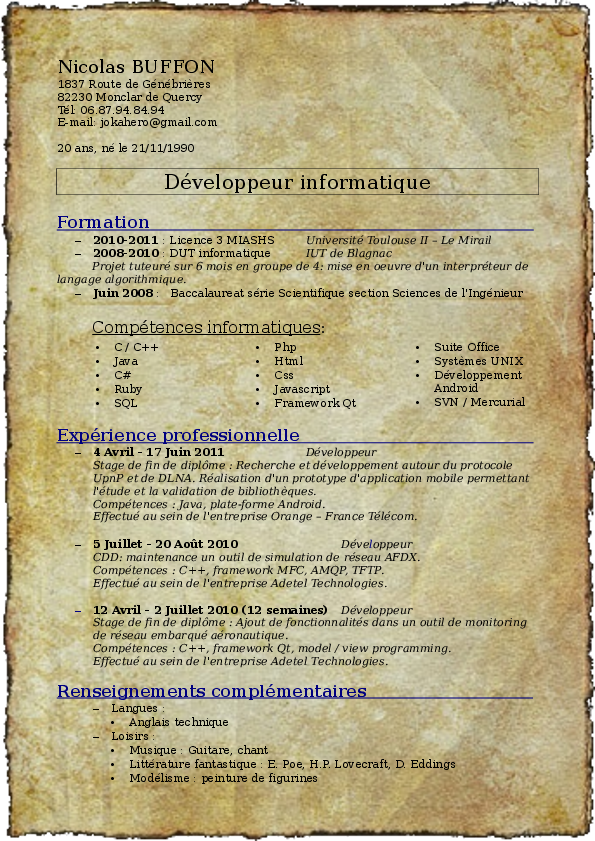 Nicolas BUFFON
1837 Route de Génébrières
82230 Monclar de Quercy
Tél: 06.87.94.84.94
E-mail: jokahero@gmail.com
20 ans, né le 21/11/1990
Développeur informatique
Formation
– 2010-2011 : Licence 3 MIASHS Université Toulouse II – Le Mirail
– 2008-2010 : DUT informatique IUT de Blagnac
Projet tuteuré sur 6 mois en groupe de 4: mise en oeuvre d'un interpréteur de
langage algorithmique.
– Juin 2008 : Baccalaureat série Scientifique section Sciences de l'Ingénieur
Compétences informatiques:
• C / C++ • Php • Suite Office
• Java • Html • Systèmes UNIX
• C# • Css • Développement
• Ruby • Javascript Android
• SQL • Framework Qt • SVN / Mercurial
Expérience professionnelle
– 4 Avril - 17 Juin 2011 Développeur
Stage de fin de diplôme : Recherche et développement autour du protocole
UpnP et de DLNA. Réalisation d'un prototype d'application mobile permettant
l'étude et la validation de bibliothèques.
Compétences : Java, plate-forme Android.
Effectué au sein de l'entreprise Orange – France Télécom.
– 5 Juillet - 20 Août 2010 Développeur
CDD: maintenance un outil de simulation de réseau AFDX.
Compétences : C++, framework MFC, AMQP, TFTP.
Effectué au sein de l'entreprise Adetel Technologies.
– 12 Avril - 2 Juillet 2010 (12 semaines) Développeur
Stage de fin de diplôme : Ajout de fonctionnalités dans un outil de monitoring
de réseau embarqué aéronautique.
Compétences : C++, framework Qt, model / view programming.
Effectué au sein de l'entreprise Adetel Technologies.
Renseignements complémentaires
– Langues :
• Anglais technique
– Loisirs :
• Musique : Guitare, chant
• Littérature fantastique : E. Poe, H.P. Lovecraft, D. Eddings
• Modélisme : peinture de figurines